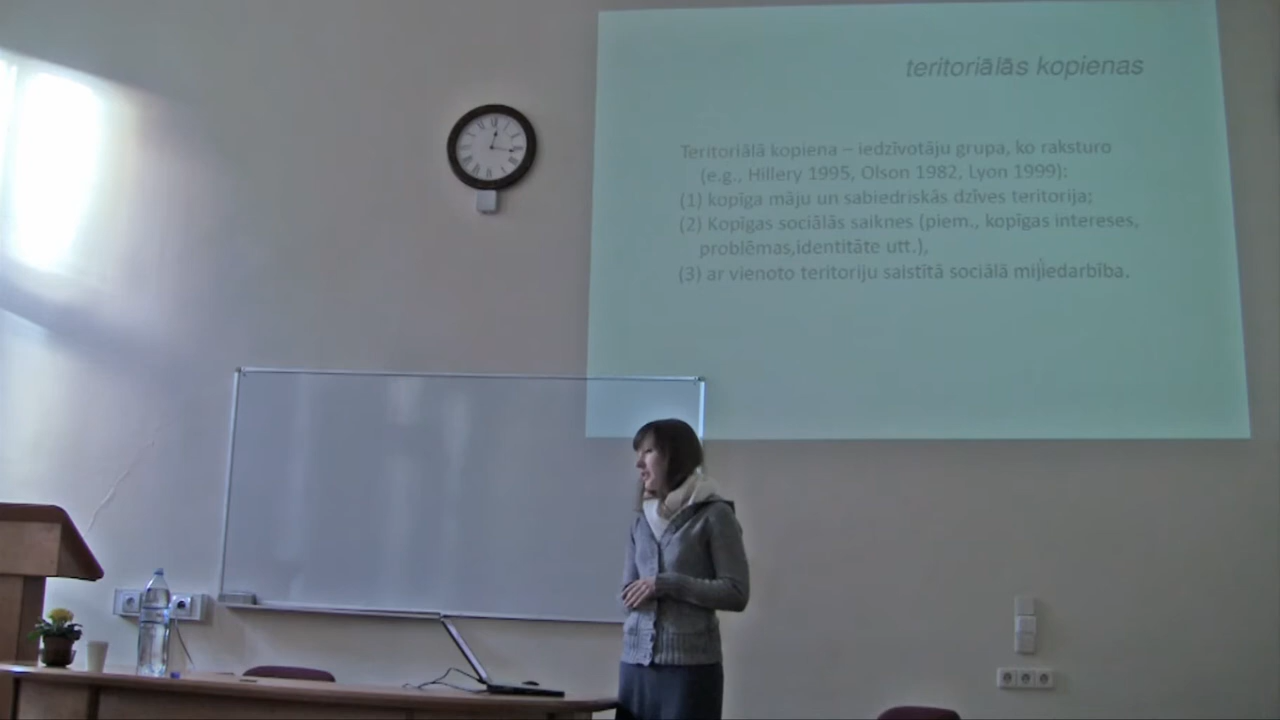 teritoriālās kopienas
Teritoriālā kopiena – iedzīvotāju grupa, ko raksturo
(e.g., Hillery 1995, Olson 1982, Lyon 1999):
(1) kopīga māju un sabiedriskās dzīves teritorija;
(2) Kopīgas sociālās saiknes (piem., kopīgas intereses,
problēmas,identitāte utt.),
(3) ar vienoto teritoriju saistītā sociālā mijiedarbība.